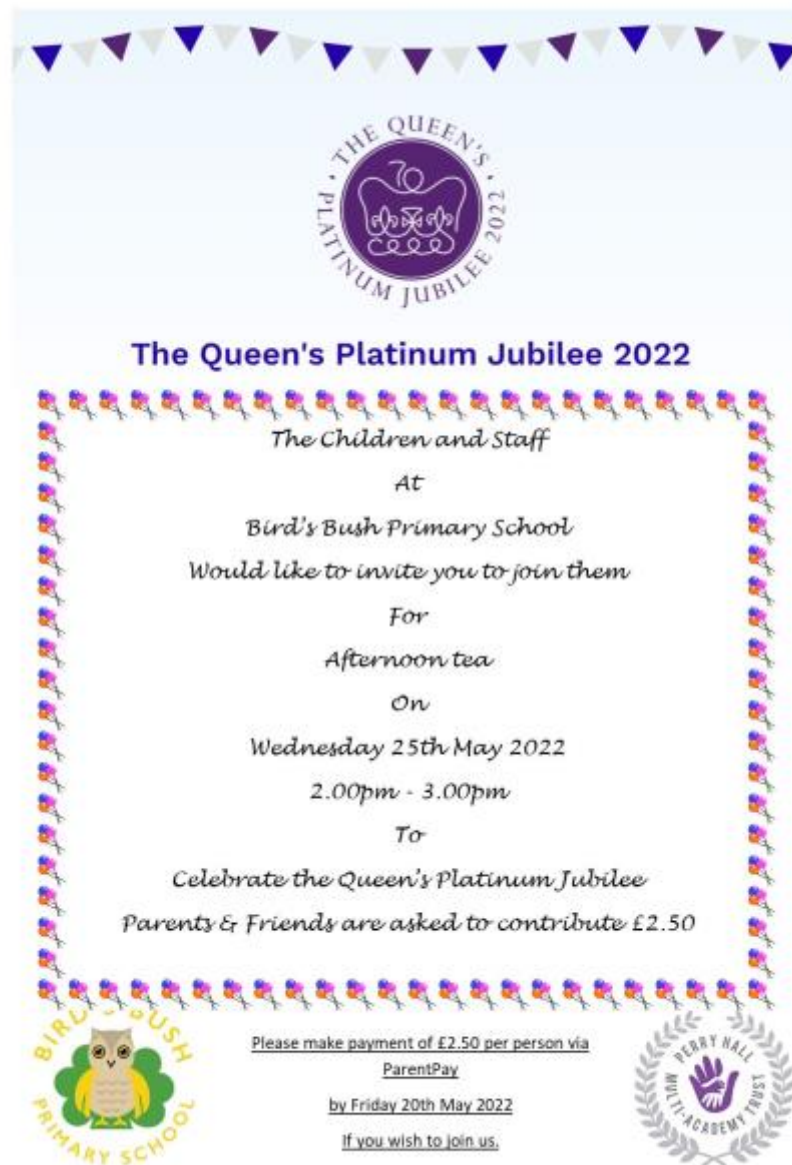 THE QUEEN'S
PLATINUM JUBILEE 2022
The Queen's Platinum Jubilee 2022
The Children and Staff
At
Bird's Bush Primary School
Would like to invite you to join them
For
Afternoon tea
On
Wednesday 25th May 2022
2.00pm - 3.00pm
To
Celebrate the Queen's Platinum Jubilee
Parents & Friends are asked to contribute £2.50
BIRD'S BUSH
PRIMARY SCHOOL
Please make payment of £2.50 per person via
ParentPay
by Friday 20th May 2022
If you wish to join us.
PERRY HALL
MULTI-ACADEMY TRUST